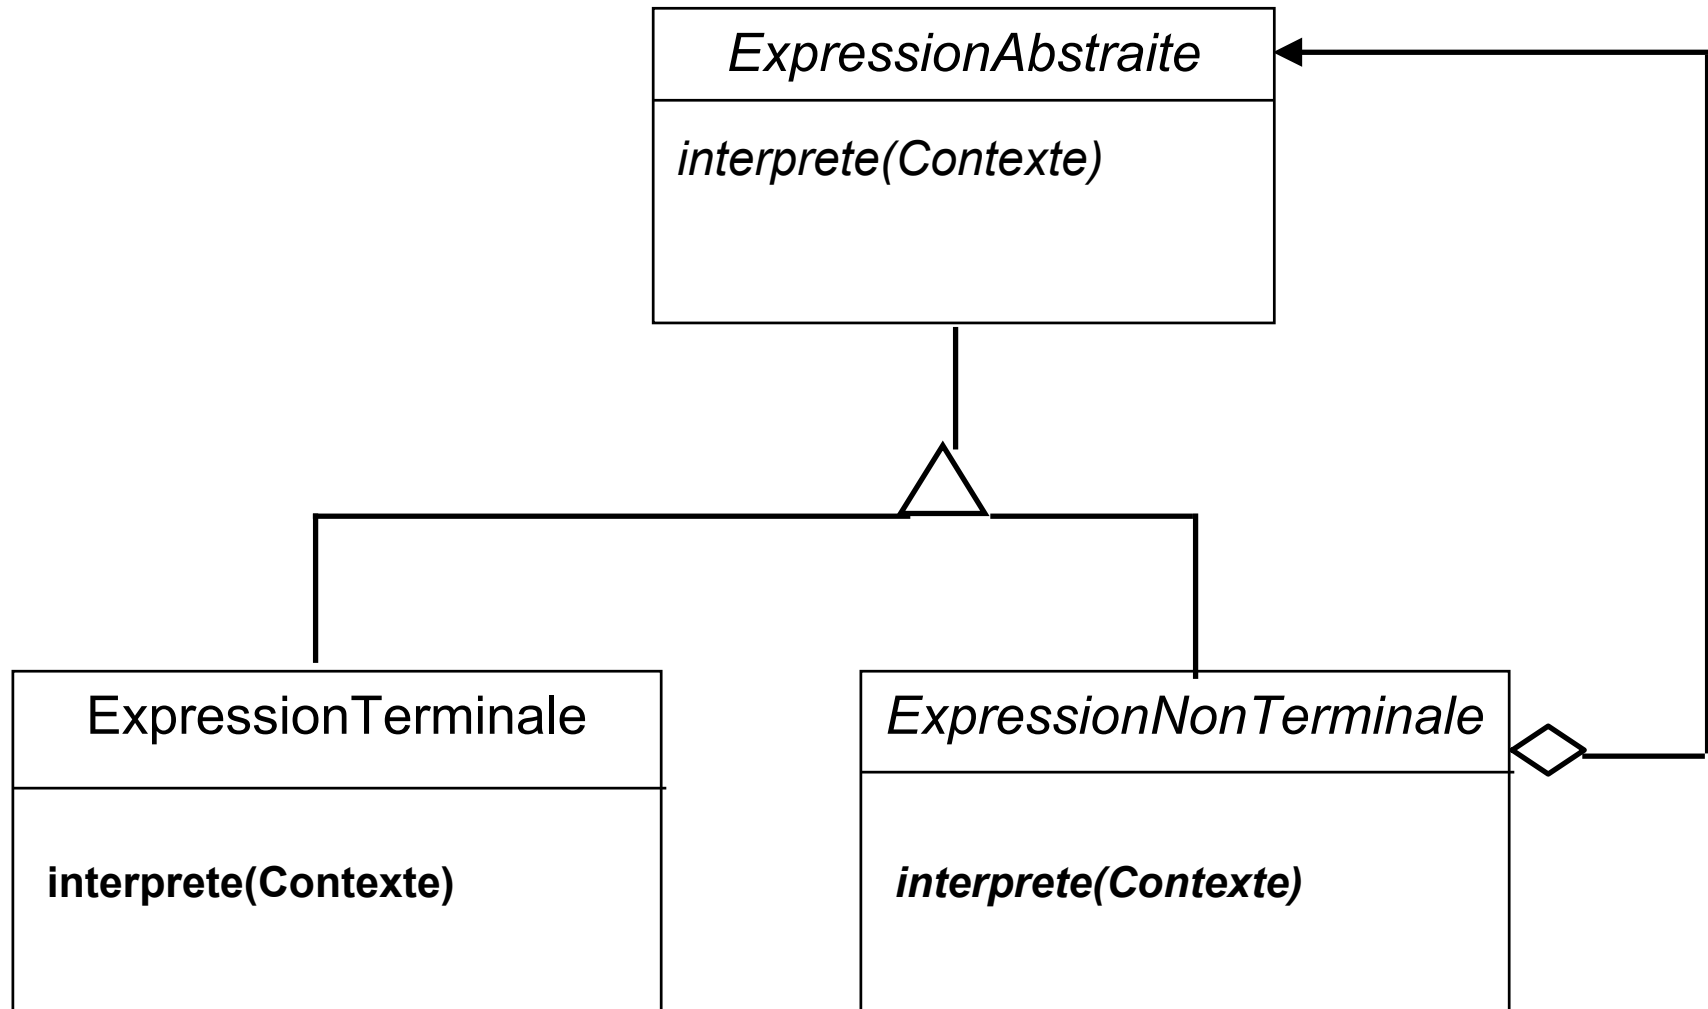 ExpressionAbstraite
interprete(Contexte)
ExpressionTerminale
interprete(Contexte)
ExpressionNonTerminale
interprete(Contexte)